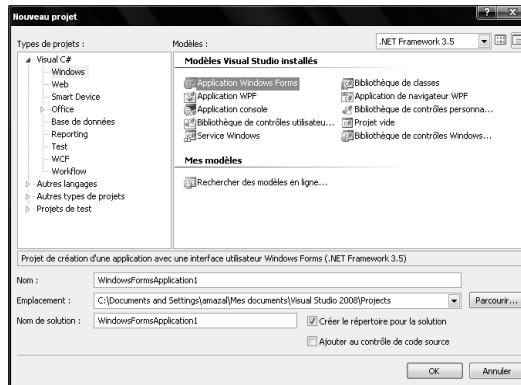 Nouveau projet
Types de projets :
Modèles :
.NET Framework 3.5
Visual C#
Windows
Web
Smart Device
Office
Base de données
Reporting
Test
WCF
Workflow
Autres langages
Autres types de projets
Projets de test
Modèles Visual Studio installés
Application Windows Forms
Bibliothèque de classes
Application WPF
Application de navigateur WPF
Application console
Bibliothèque de contrôles personna...
Bibliothèque de contrôles utilisateu...
Projet vide
Service Windows
Bibliothèque de contrôles Windows...
Mes modèles
Rechercher des modèles en ligne...
Projet de création d'une application avec une interface utilisateur Windows Forms (.NET Framework 3.5)
Nom :
WindowsFormsApplication1
Emplacement :
C:\Documents and Settings\amazal\Mes documents\Visual Studio 2008\Projects
Parcourir...
Nom de solution :
WindowsFormsApplication1
Créer le répertoire pour la solution
Ajouter au contrôle de code source
OK
Annuler